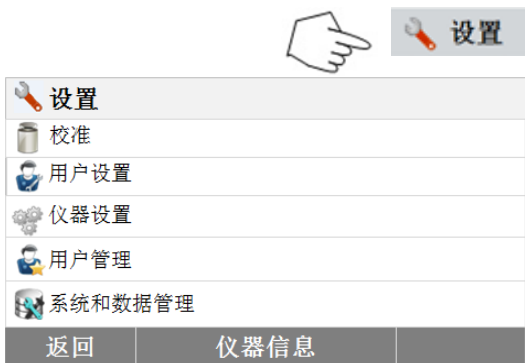 设置
设置
校准
用户设置
仪器设置
用户管理
系统和数据管理
返回 仪器信息